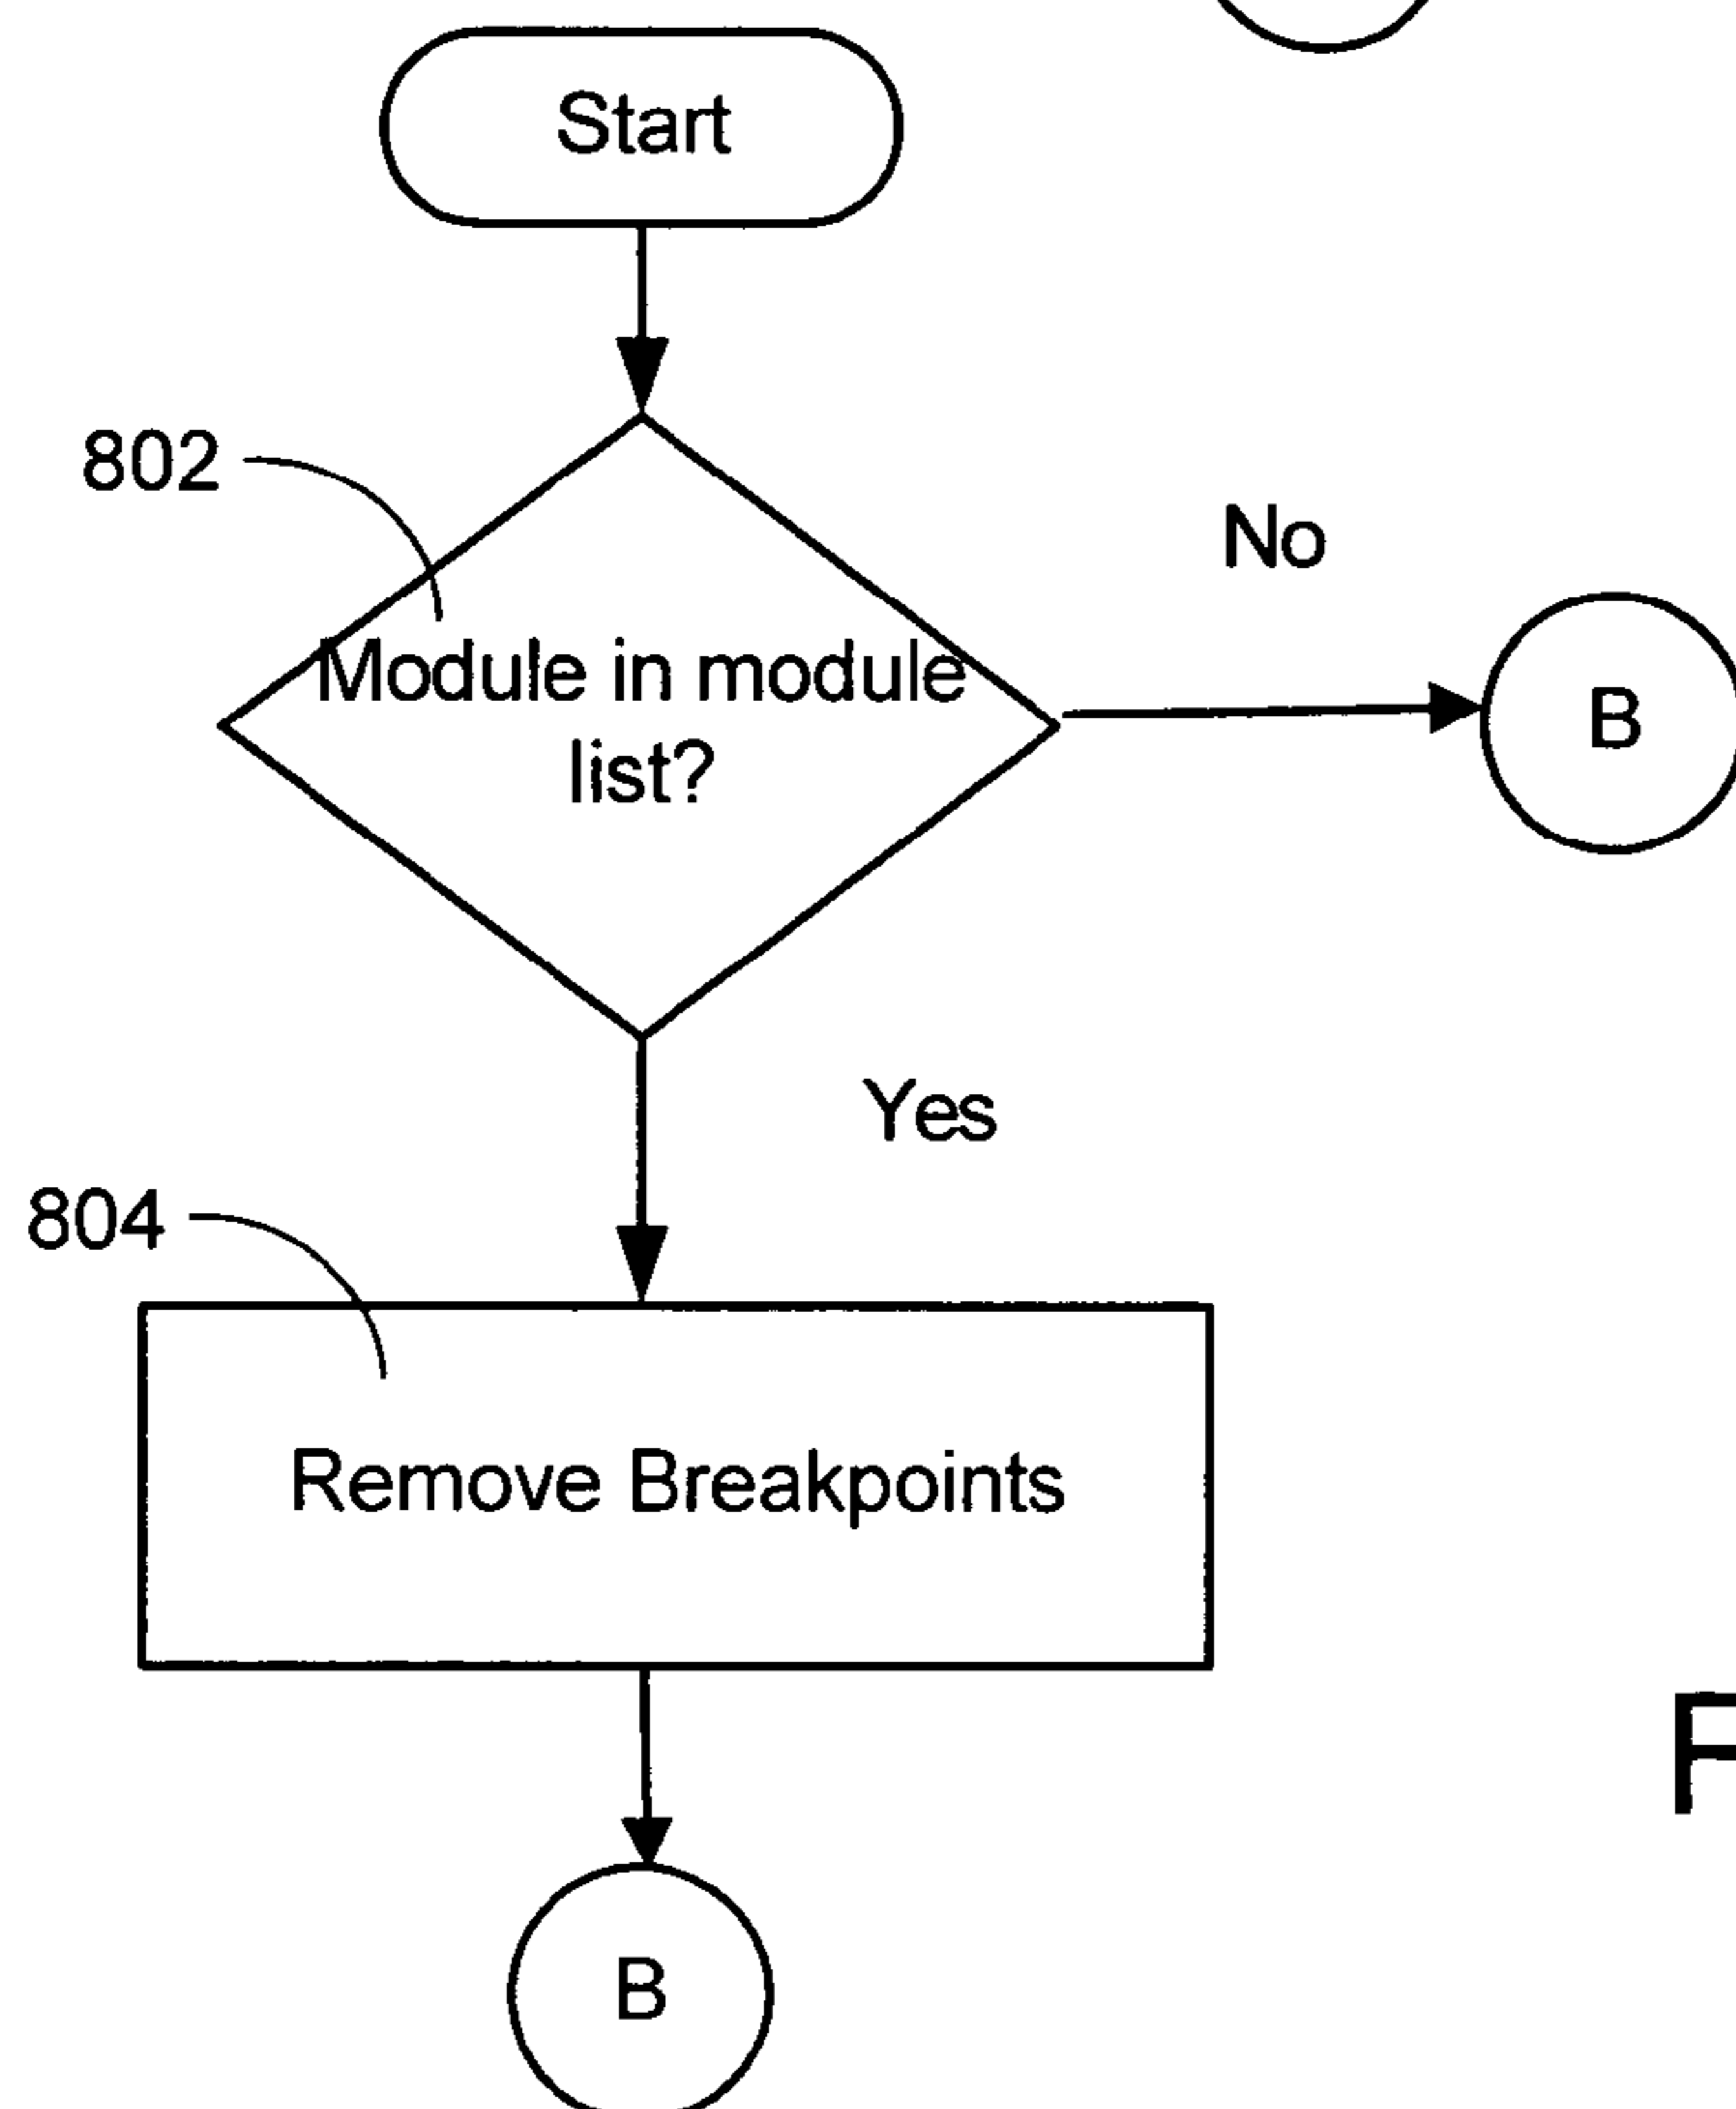 Start
802
No
Module in module
list?
B
Yes
804
Remove Breakpoints
F
B